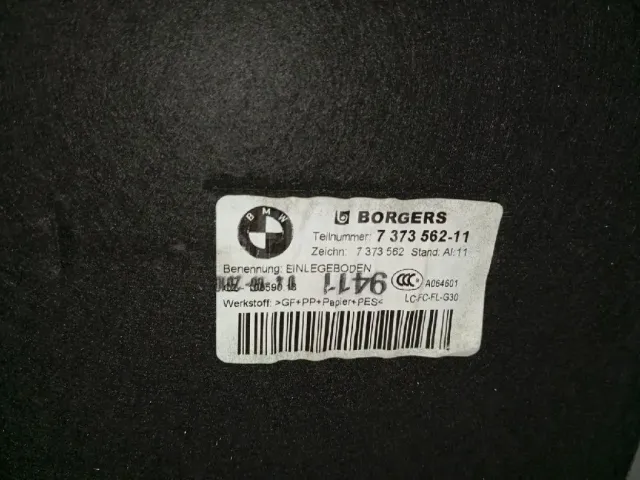 BMW
BORGERS
Teilnummer: 7 373 562-11
Zeichn: 7 373 562 Stand: AI:11
Benennung: EINLEGEBODEN
9411
CCC A064601
Werkstoff: >GF+PP+Papier+PES<
LC-FC-FL-G30